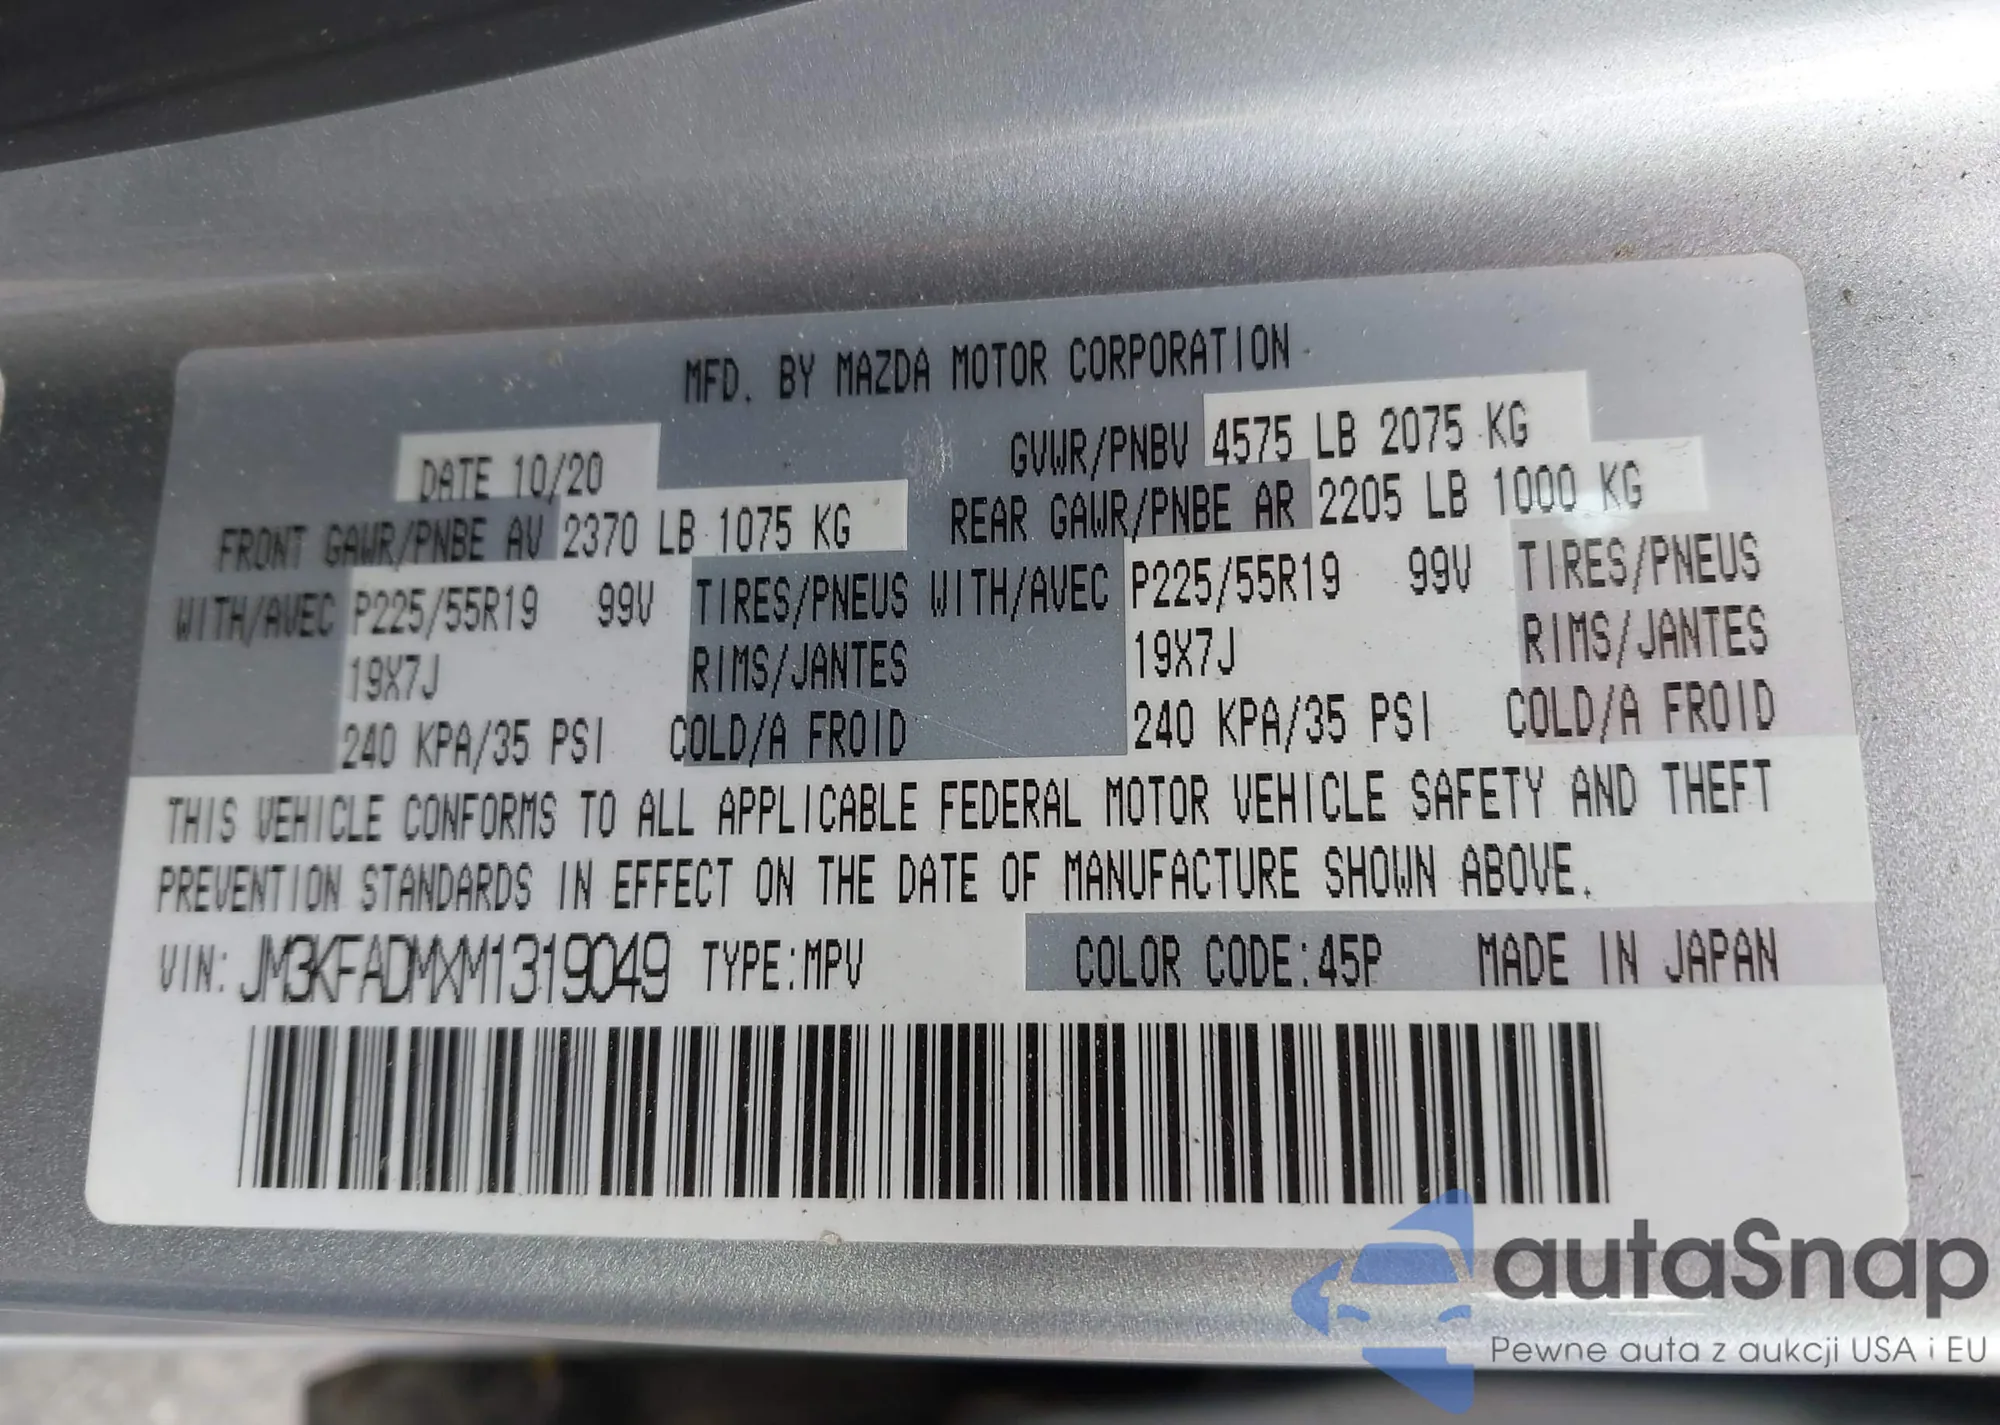 MFD. BY MAZDA MOTOR CORPORATION
DATE 10/20 GVWR/PNBV 4575 LB 2075 KG
FRONT GAWR/PNBE AV 2370 LB 1075 KG REAR GAWR/PNBE AR 2205 LB 1000 KG
WITH/AVEC P225/55R19 99V TIRES/PNEUS WITH/AVEC P225/55R19 99V TIRES/PNEUS
19X7J RIMS/JANTES 19X7J RIMS/JANTES
240 KPA/35 PSI COLD/A FROID 240 KPA/35 PSI COLD/A FROID
THIS VEHICLE CONFORMS TO ALL APPLICABLE FEDERAL MOTOR VEHICLE SAFETY AND THEFT
PREVENTION STANDARDS IN EFFECT ON THE DATE OF MANUFACTURE SHOWN ABOVE.
VIN: JM3KFADMXM1319049 TYPE:MPV COLOR CODE:45P MADE IN JAPAN
autaSnap
Pewne auta z aukcji USA i EU